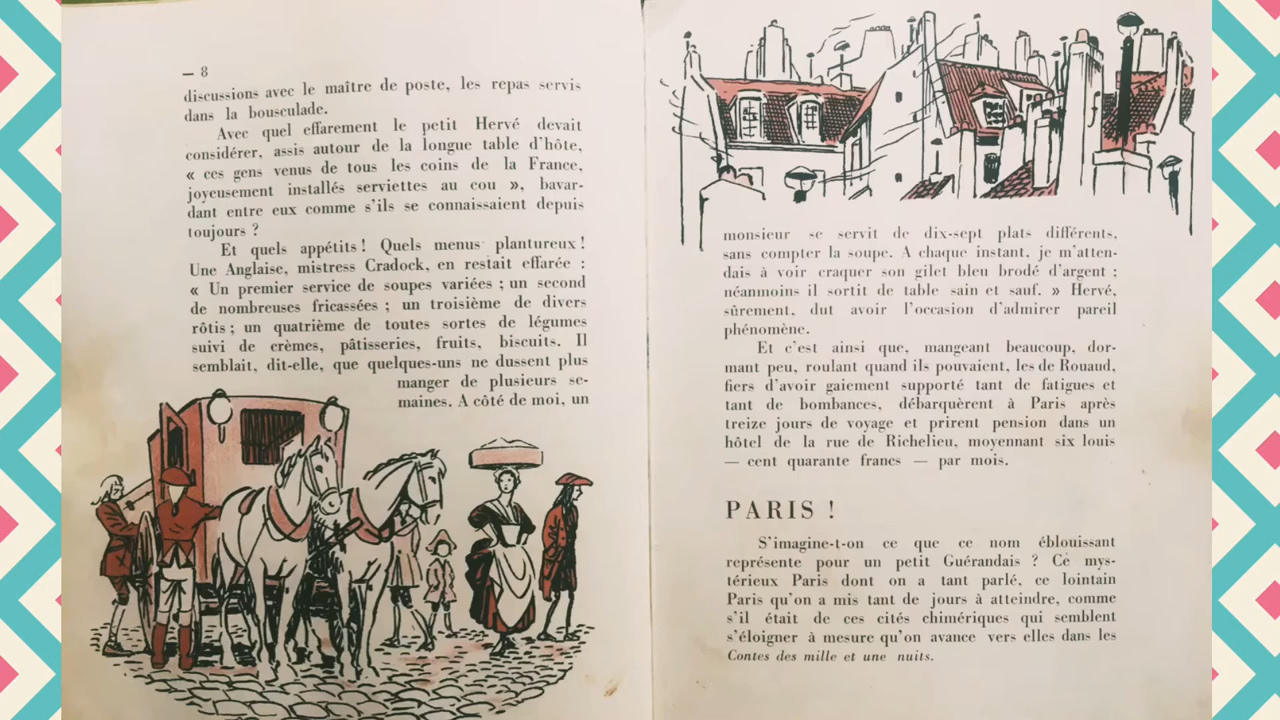 — 8
discussions avec le maître de poste, les repas servis
dans la bousculade.
Avec quel effarement le petit Hervé devait
considérer, assis autour de la longue table d'hôte,
« ces gens venus de tous les coins de la France,
joyeusement installés serviettes au cou », bavar-
dant entre eux comme s'ils se connaissaient depuis
toujours ?
Et quels appétits ! Quels menus plantureux !
Une Anglaise, mistress Cradock, en restait effarée :
« Un premier service de soupes variées ; un second
de nombreuses fricassées ; un troisième de divers
rôtis ; un quatrième de toutes sortes de légumes
suivi de crèmes, pâtisseries, fruits, biscuits. Il
semblait, dit-elle, que quelques-uns ne dussent plus
manger de plusieurs se-
maines. A côté de moi, un
monsieur se servit de dix-sept plats différents,
sans compter la soupe. A chaque instant, je m'atten-
dais à voir craquer son gilet bleu brodé d'argent ;
néanmoins il sortit de table sain et sauf. » Hervé,
sûrement, dut avoir l'occasion d'admirer pareil
phénomène.
Et c'est ainsi que, mangeant beaucoup, dor-
mant peu, roulant quand ils pouvaient, les de Rouaud,
fiers d'avoir gaiement supporté tant de fatigues et
tant de bombances, débarquèrent à Paris après
treize jours de voyage et prirent pension dans un
hôtel de la rue de Richelieu, moyennant six louis
— cent quarante francs — par mois.
PARIS !
S'imagine-t-on ce que ce nom éblouissant
représente pour un petit Guérandais ? Ce mys-
térieux Paris dont on a tant parlé, ce lointain
Paris qu'on a mis tant de jours à atteindre, comme
s'il était de ces cités chimériques qui semblent
s'éloigner à mesure qu'on avance vers elles dans les
Contes des mille et une nuits.